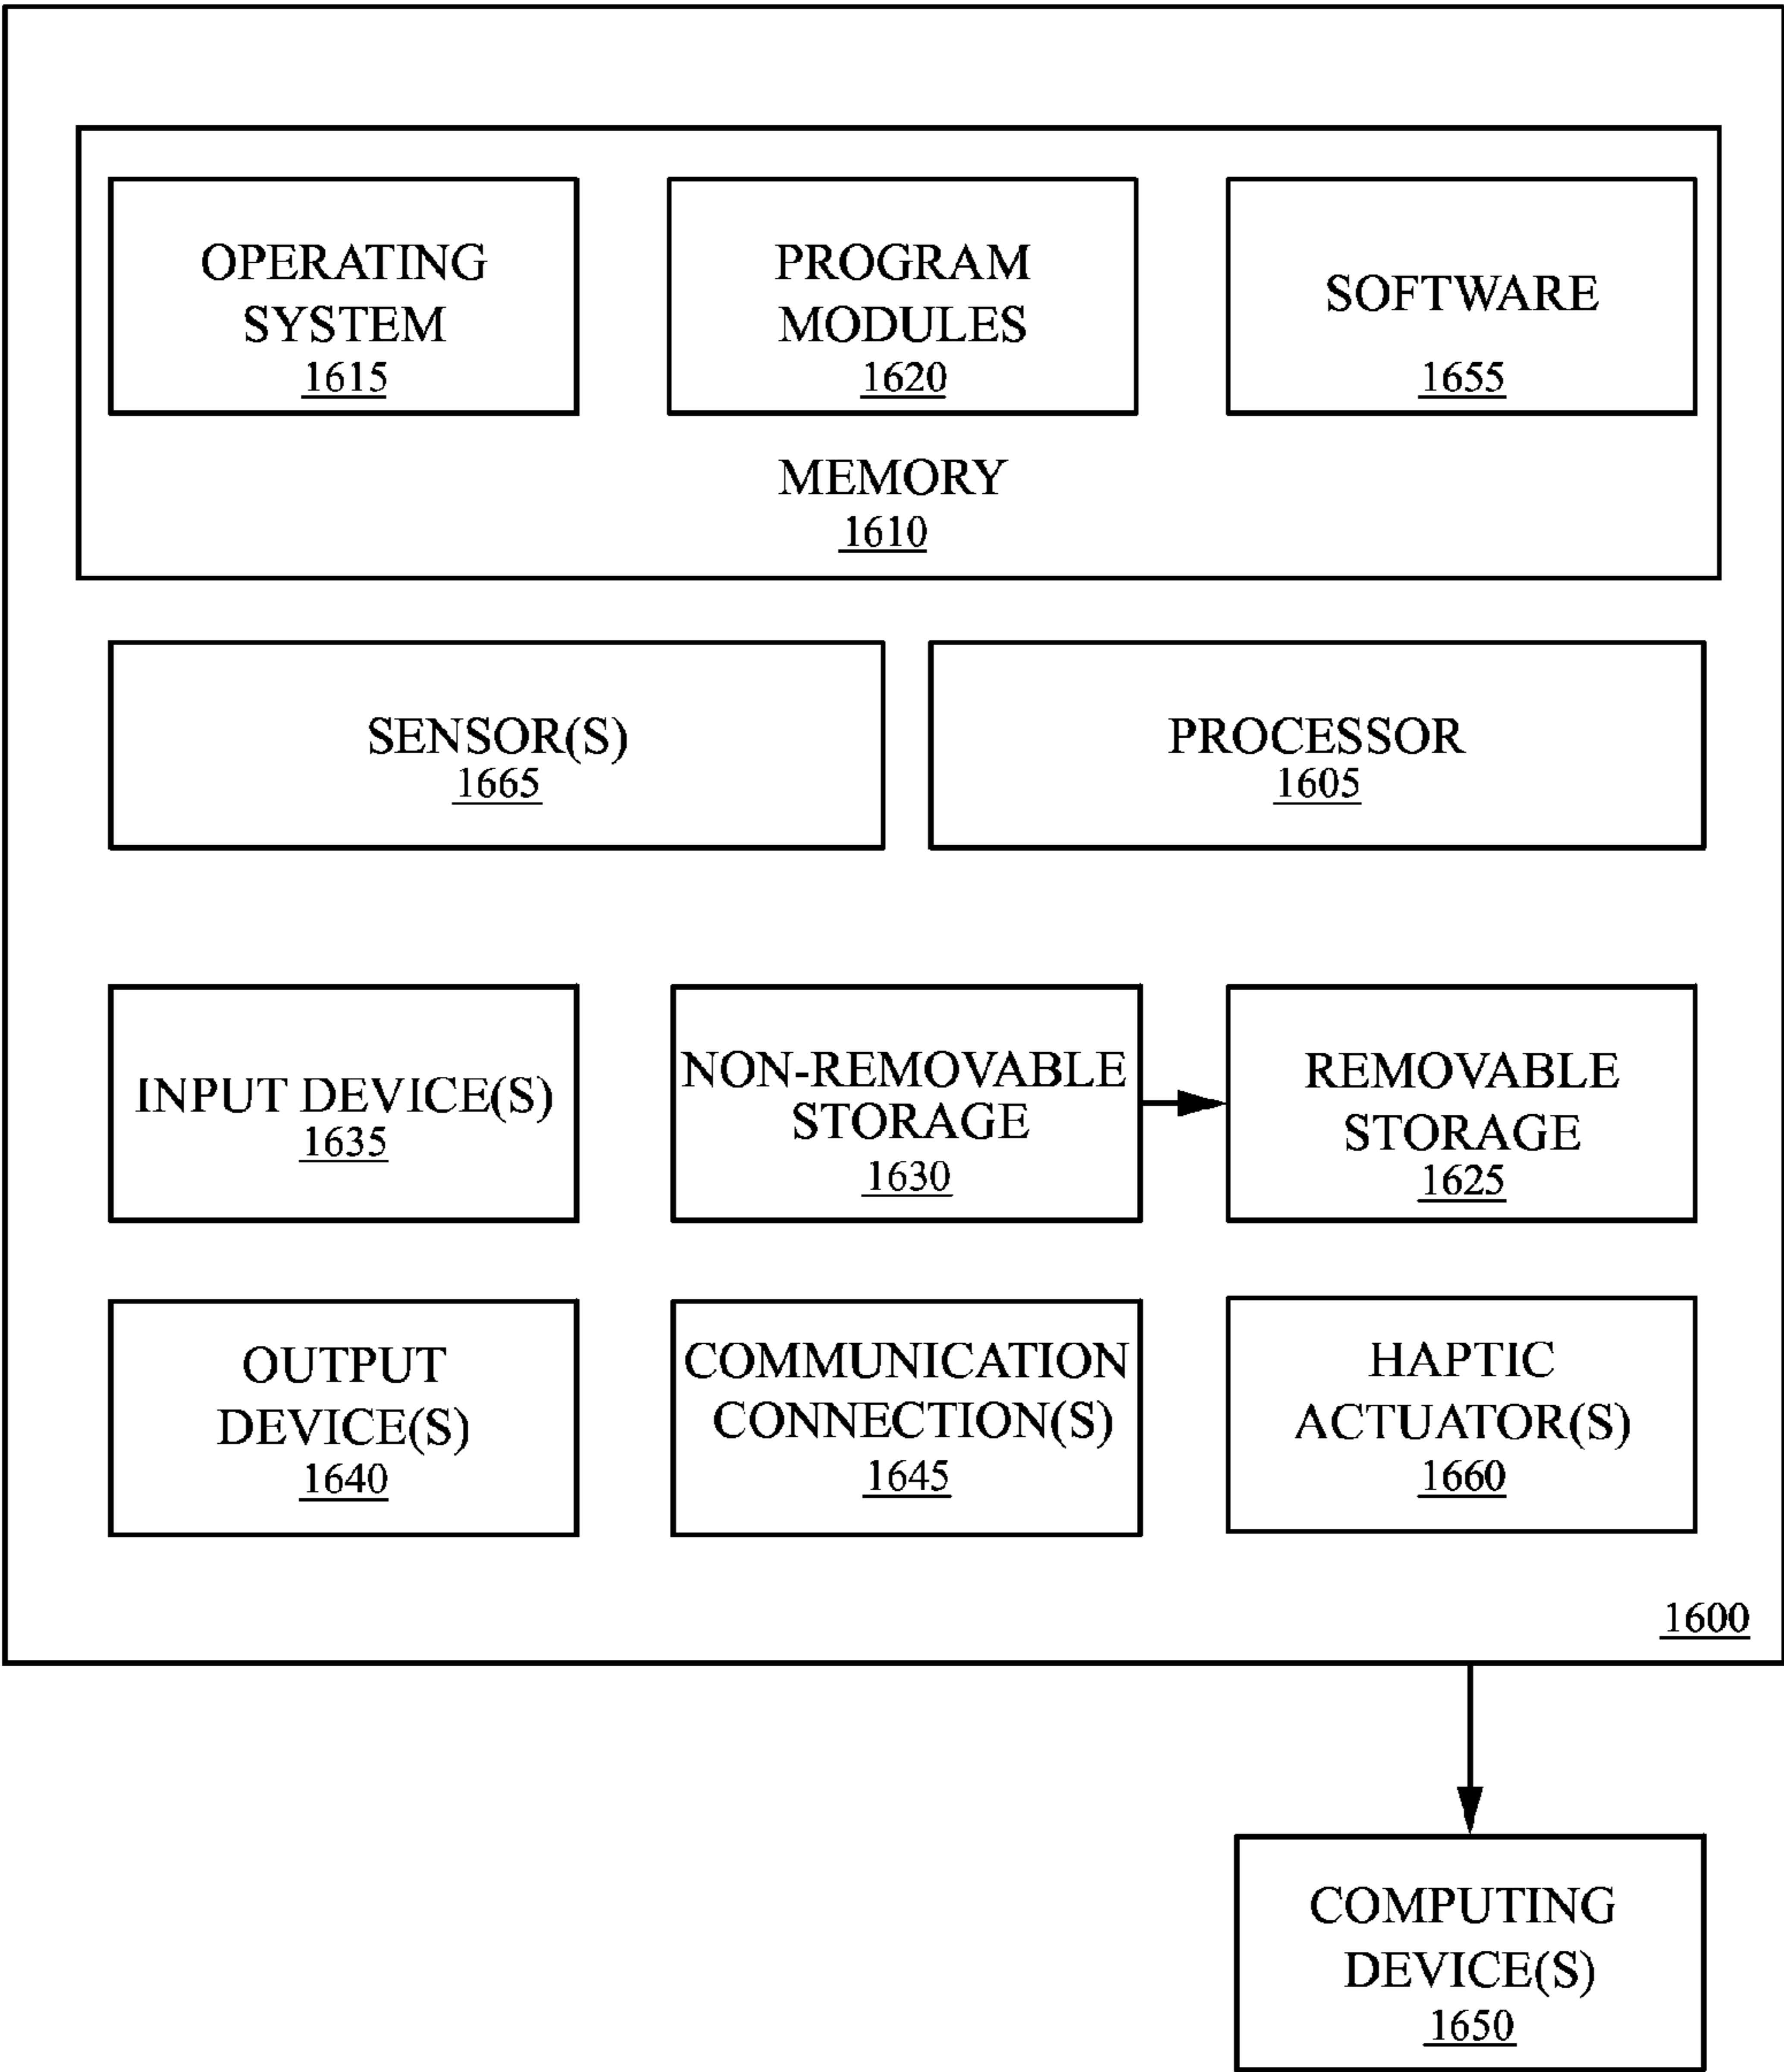 OPERATING
SYSTEM
1615
PROGRAM
MODULES
1620
SOFTWARE
1655
MEMORY
1610
SENSOR(S)
1665
PROCESSOR
1605
INPUT DEVICE(S)
1635
NON-REMOVABLE
STORAGE
1630
REMOVABLE
STORAGE
1625
OUTPUT
DEVICE(S)
1640
COMMUNICATION
CONNECTION(S)
1645
HAPTIC
ACTUATOR(S)
1660
1600
COMPUTING
DEVICE(S)
1650